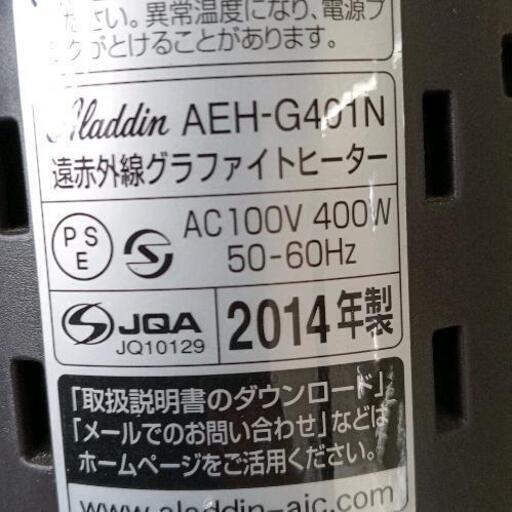 ださい。異常温度になり、電源プ
がとけることがあります。
Aladdin AEH-G401N
遠赤外線グラファイトヒーター
PSE AC100V 400W
50-60Hz
JQA 2014年製
JQ10129
「取扱説明書のダウンロード」
「メールでのお問い合わせ」などは
ホームページをご活用ください。
www.aladdin-aic.com